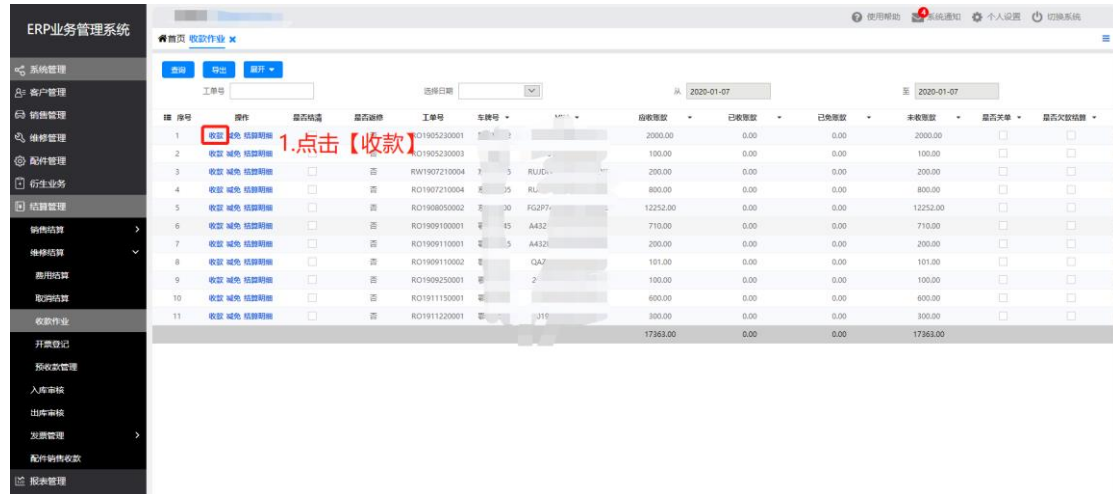 ERP业务管理系统
使用帮助 4 系统通知 个人设置 切换系统
首页 收款作业 ×
系统管理
客户管理
销售管理
维修管理
配件管理
衍生业务
结算管理
销售结算
维修结算
费用结算
取消结算
收款作业
开票登记
预收款管理
入库审核
出库审核
发票管理
配件销售收款
报表管理
查询 导出 展开
工单号 选择日期 从 2020-01-07 至 2020-01-07
序号 操作 是否结清 是否返修 工单号 车牌号 应收账款 已收账款 已免账款 未收账款 是否关单 是否欠款结算
1 收款 减免 结算明细 RO1905230001 2000.00 0.00 0.00 2000.00
1.点击【收款】
2 收款 减免 结算明细 否 RO1905230003 100.00 0.00 0.00 100.00
3 收款 减免 结算明细 否 RW1907210004 200.00 0.00 0.00 200.00
4 收款 减免 结算明细 否 RO1907210004 05 800.00 0.00 0.00 800.00
5 收款 减免 结算明细 否 RO1908050002 00 FG2P7 12252.00 0.00 0.00 12252.00
6 收款 减免 结算明细 否 RO1909100001 45 A432 710.00 0.00 0.00 710.00
7 收款 减免 结算明细 否 RO1909110001 5 A432 200.00 0.00 0.00 200.00
8 收款 减免 结算明细 否 RO1909110002 QAZ 101.00 0.00 0.00 101.00
9 收款 减免 结算明细 否 RO1909250001 100.00 0.00 0.00 100.00
10 收款 减免 结算明细 否 RO1911150001 600.00 0.00 0.00 600.00
11 收款 减免 结算明细 否 RO1911220001 300.00 0.00 0.00 300.00
17363.00 0.00 0.00 17363.00